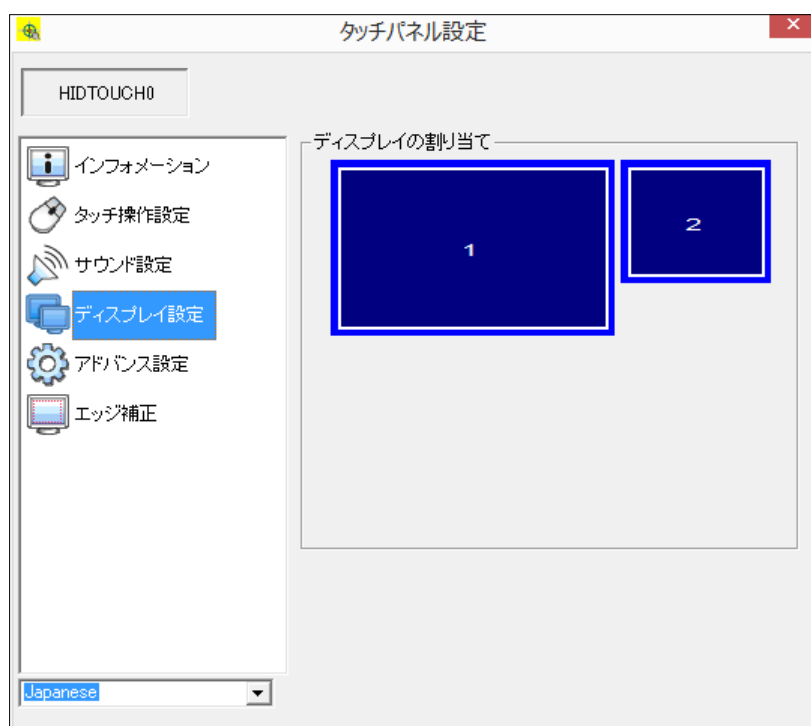 タッチパネル設定
HIDTOUCH0
インフォメーション
タッチ操作設定
サウンド設定
ディスプレイ設定
アドバンス設定
エッジ補正
Japanese
ディスプレイの割り当て
1
2